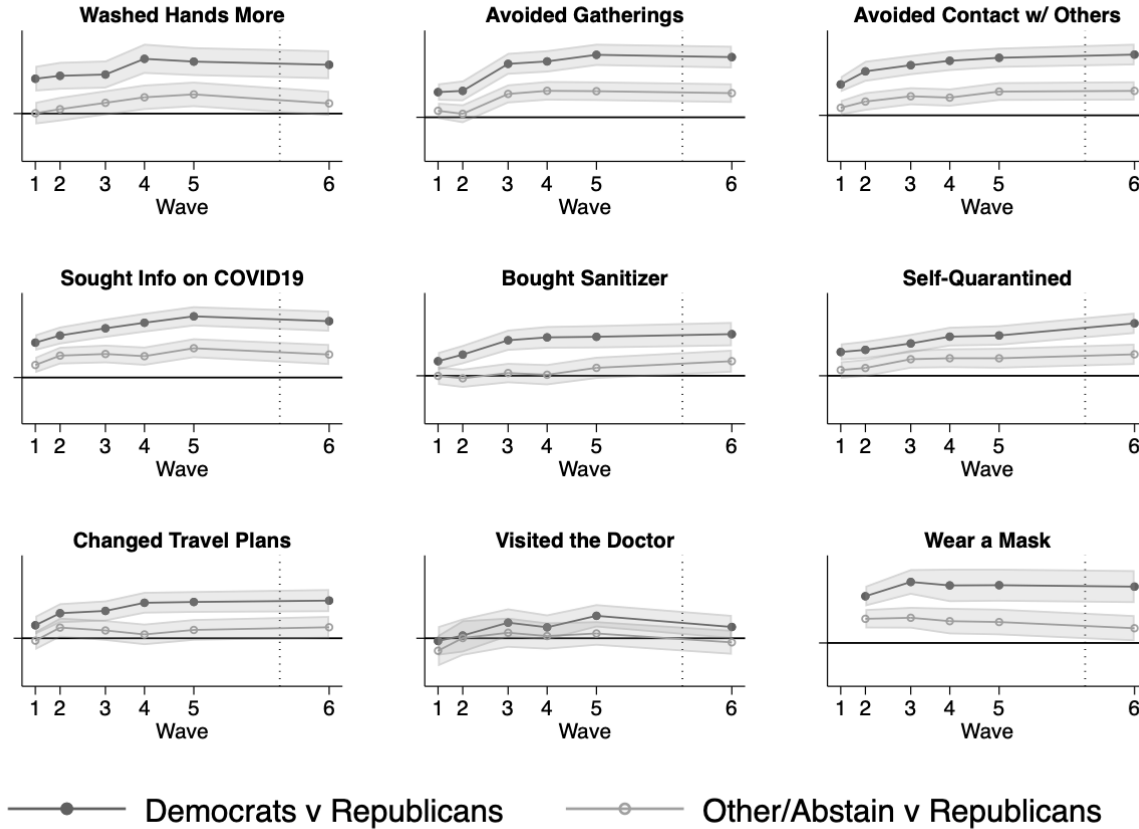 Washed Hands More
Avoided Gatherings
Avoided Contact w/ Others
1 2 3 4 5 6
1 2 3 4 5 6
1 2 3 4 5 6
Wave
Wave
Wave
Sought Info on COVID19
Bought Sanitizer
Self-Quarantined
1 2 3 4 5 6
1 2 3 4 5 6
1 2 3 4 5 6
Wave
Wave
Wave
Changed Travel Plans
Visited the Doctor
Wear a Mask
1 2 3 4 5 6
1 2 3 4 5 6
1 2 3 4 5 6
Wave
Wave
Wave
Democrats v Republicans
Other/Abstain v Republicans